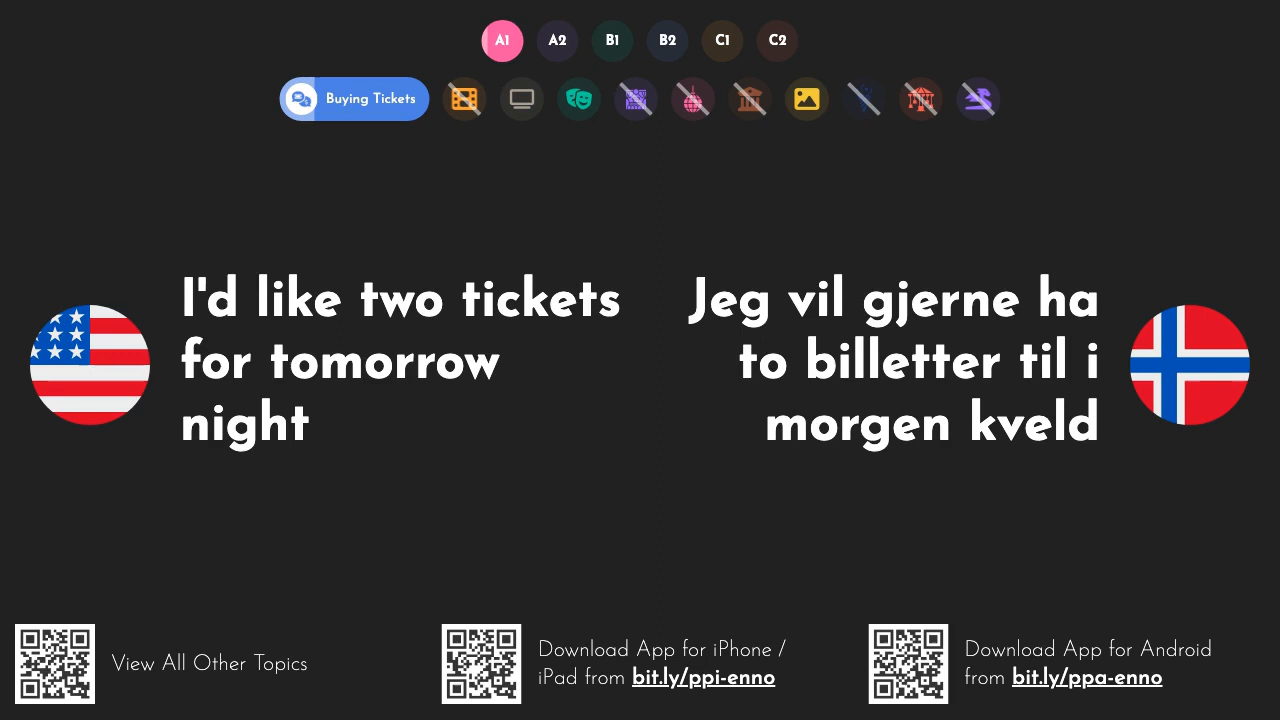 A1 A2 B1 B2 C1 C2
Buying Tickets
I'd like two tickets
for tomorrow
night
Jeg vil gjerne ha
to billetter til i
morgen kveld
View All Other Topics
Download App for iPhone /
iPad from bit.ly/ppi-enno
Download App for Android
from bit.ly/ppa-enno